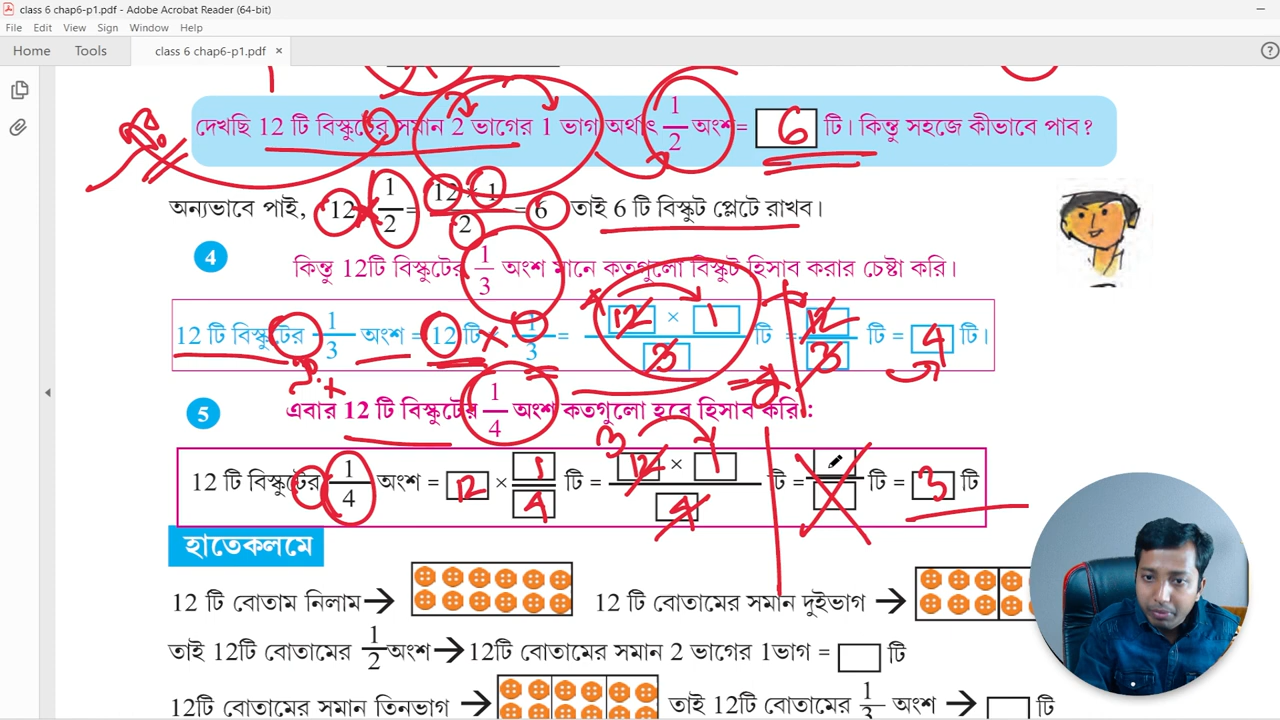 class 6 chap6-p1.pdf - Adobe Acrobat Reader (64-bit)
File Edit View Sign Window Help
Home Tools class 6 chap6-p1.pdf ×
দেখছি 12 টি বিস্কুটের সমান 2 ভাগের 1 ভাগ অর্থাৎ 1/2 অংশ = 6 টি। কিন্তু সহজে কীভাবে পাব?
অন্যভাবে পাই, 12 × 1/2 = 12 × 1/2 = 6 তাই 6 টি বিস্কুট প্লেটে রাখব।
4 কিন্তু 12টি বিস্কুটের 1/3 অংশ মানে কতগুলো বিস্কুট হিসাব করার চেষ্টা করি।
12 টি বিস্কুটের 1/3 অংশ = 12 টি × 1/3 = 12 × 1/3 টি = 12/3 টি = 4 টি।
5 এবার 12 টি বিস্কুটের 1/4 অংশ কতগুলো হবে হিসাব করি :
12 টি বিস্কুটের 1/4 অংশ = 12 × 1/4 টি = 3 12 × 1/4 টি = টি = 3 টি
হাতেকলমে
12 টি বোতাম নিলাম→ 12 টি বোতামের সমান দুইভাগ →
তাই 12টি বোতামের 1/2 অংশ→ 12টি বোতামের সমান 2 ভাগের 1ভাগ = টি
12টি বোতামের সমান তিনভাগ → তাই 12টি বোতামের 1/3 অংশ → টি